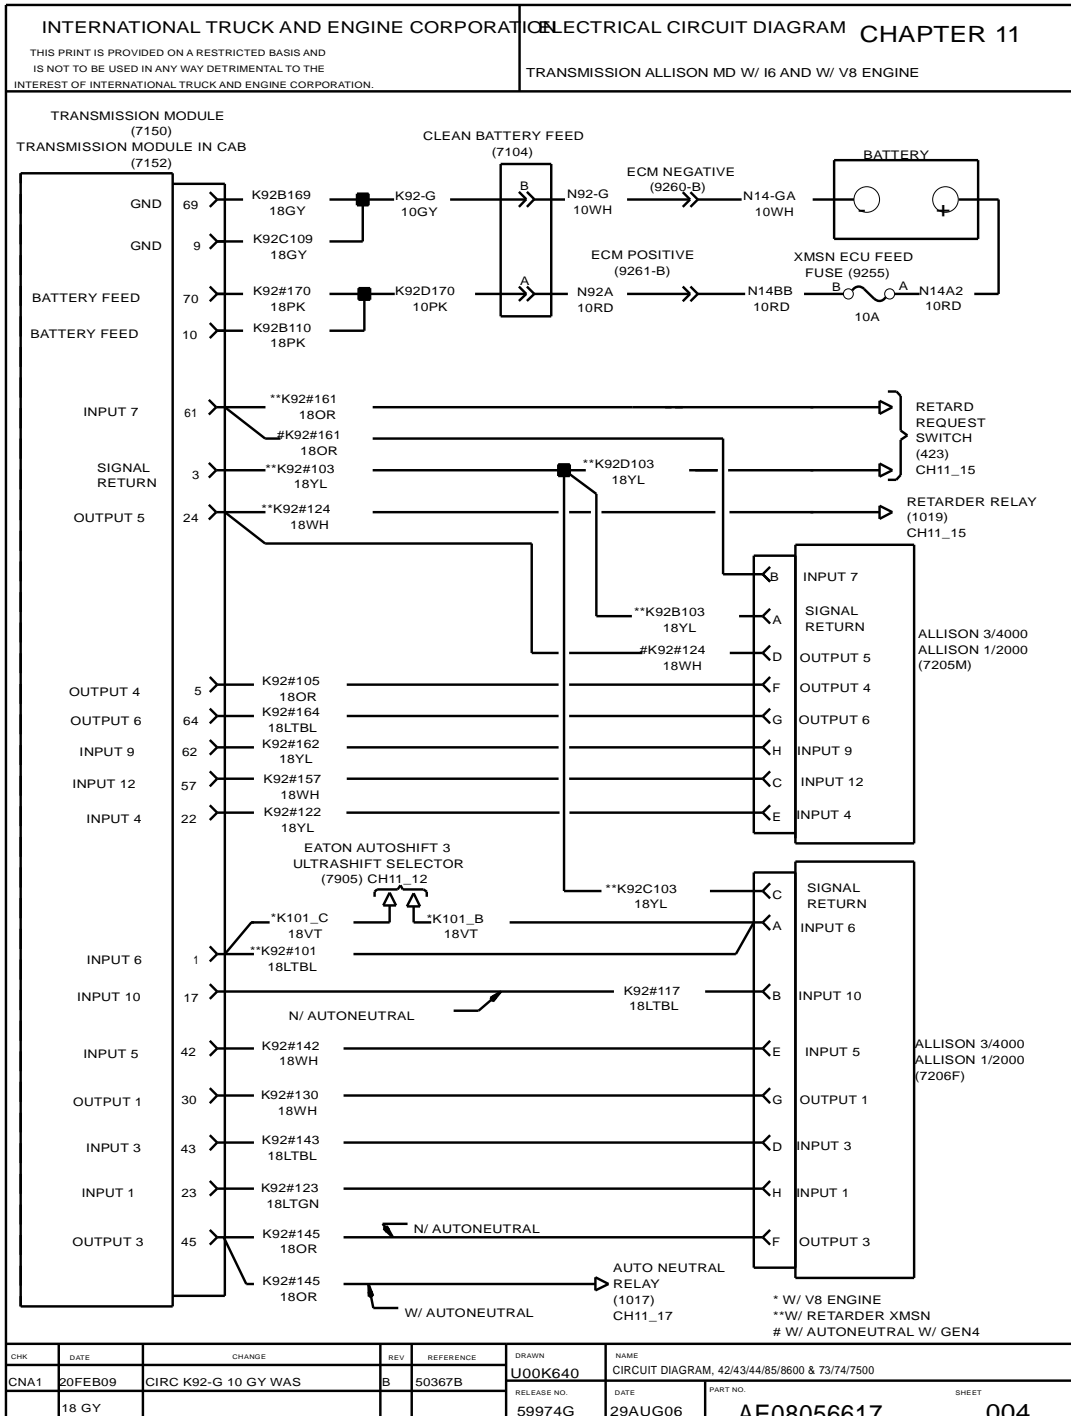 INTERNATIONAL TRUCK AND ENGINE CORPORATION
ELECTRICAL CIRCUIT DIAGRAM
CHAPTER 11
THIS PRINT IS PROVIDED ON A RESTRICTED BASIS AND
IS NOT TO BE USED IN ANY WAY DETRIMENTAL TO THE
INTEREST OF INTERNATIONAL TRUCK AND ENGINE CORPORATION.
TRANSMISSION ALLISON MD W/ I6 AND W/ V8 ENGINE
TRANSMISSION MODULE
(7150)
TRANSMISSION MODULE IN CAB
(7152)
CLEAN BATTERY FEED
(7104)
ECM NEGATIVE
(9260-B)
BATTERY
GND 69 K92B169
18GY
K92-G
10GY
B
N92-G
10WH
N14-GA
10WH
- +
GND 9 K92C109
18GY
ECM POSITIVE
(9261-B)
XMSN ECU FEED
FUSE (9255)
BATTERY FEED 70 K92#170
18PK
K92D170
10PK
A
N92A
10RD
N14BB
10RD
B A
10A
N14A2
10RD
BATTERY FEED 10 K92B110
18PK
INPUT 7 61 **K92#161
18OR
#K92#161
18OR
RETARD
REQUEST
SWITCH
(423)
CH11_15
SIGNAL
RETURN
3 **K92#103
18YL
**K92D103
18YL
OUTPUT 5 24 **K92#124
18WH
RETARDER RELAY
(1019)
CH11_15
B INPUT 7
**K92B103
18YL
A SIGNAL
RETURN
#K92#124
18WH
D OUTPUT 5
ALLISON 3/4000
ALLISON 1/2000
(7205M)
OUTPUT 4 5 K92#105
18OR
F OUTPUT 4
OUTPUT 6 64 K92#164
18LTBL
G OUTPUT 6
INPUT 9 62 K92#162
18YL
H INPUT 9
INPUT 12 57 K92#157
18WH
C INPUT 12
INPUT 4 22 K92#122
18YL
E INPUT 4
EATON AUTOSHIFT 3
ULTRASHIFT SELECTOR
(7905) CH11_12
**K92C103
18YL
C SIGNAL
RETURN
*K101_C
18VT
*K101_B
18VT
A INPUT 6
INPUT 6 1 **K92#101
18LTBL
INPUT 10 17 K92#117
18LTBL
B INPUT 10
N/ AUTONEUTRAL
INPUT 5 42 K92#142
18WH
E INPUT 5
ALLISON 3/4000
ALLISON 1/2000
(7206F)
OUTPUT 1 30 K92#130
18WH
G OUTPUT 1
INPUT 3 43 K92#143
18LTBL
D INPUT 3
INPUT 1 23 K92#123
18LTGN
H INPUT 1
OUTPUT 3 45 K92#145
18OR
N/ AUTONEUTRAL
F OUTPUT 3
K92#145
18OR
W/ AUTONEUTRAL
AUTO NEUTRAL
RELAY
(1017)
CH11_17
* W/ V8 ENGINE
**W/ RETARDER XMSN
# W/ AUTONEUTRAL W/ GEN4
CHK DATE CHANGE REV REFERENCE
CNA1 20FEB09 CIRC K92-G 10 GY WAS B 50367B
18 GY
DRAWN
U00K640
NAME
CIRCUIT DIAGRAM, 42/43/44/85/8600 & 73/74/7500
RELEASE NO.
59974G
DATE
29AUG06
PART NO.
AE08056617
SHEET
004